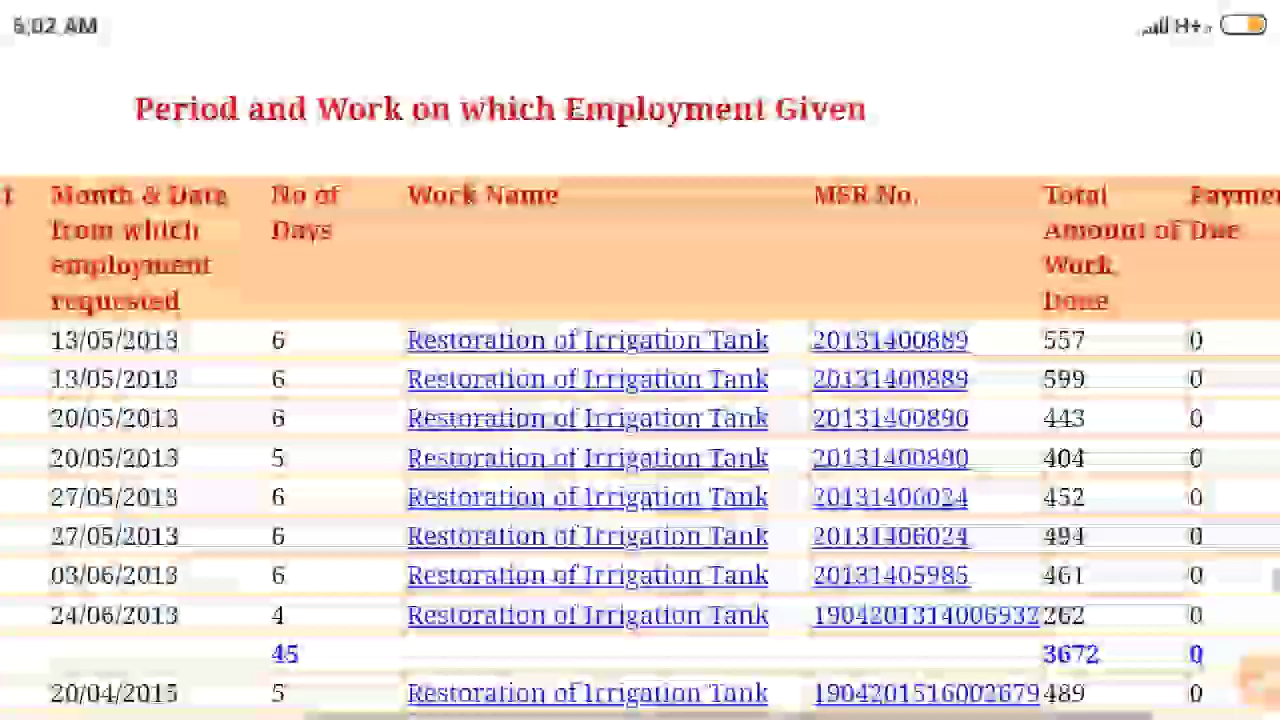 6:02 AM H+
Period and Work on which Employment Given
Month & Date from which employment requested No of Days Work Name MSR No. Total Amount of Work Done Due
13/05/2013 6 Restoration of Irrigation Tank 20131400889 557 0
13/05/2013 6 Restoration of Irrigation Tank 20131400889 599 0
20/05/2013 6 Restoration of Irrigation Tank 20131400890 443 0
20/05/2013 5 Restoration of Irrigation Tank 20131400890 404 0
27/05/2013 6 Restoration of Irrigation Tank 20131406024 452 0
27/05/2013 6 Restoration of Irrigation Tank 20131406024 494 0
03/06/2013 6 Restoration of Irrigation Tank 20131405985 461 0
24/06/2013 4 Restoration of Irrigation Tank 1904201314006932 262 0
45 3672 0
20/04/2015 5 Restoration of Irrigation Tank 1904201516002679 489 0